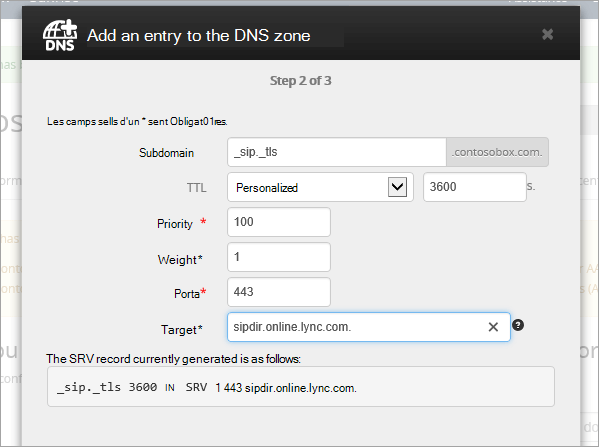 DNS Add an entry to the DNS zone
Step 2 of 3
Les camps sells d'un * sent Obligat01res.
Subdomain _sip._tls .contosobox.com.
TTL Personalized 3600 s.
Priority * 100
Weight* 1
Porta* 443
Target* sipdir.online.lync.com.
The SRV record currently generated is as follows:
_sip._tls 3600 IN SRV 1 443 sipdir.online.lync.com.